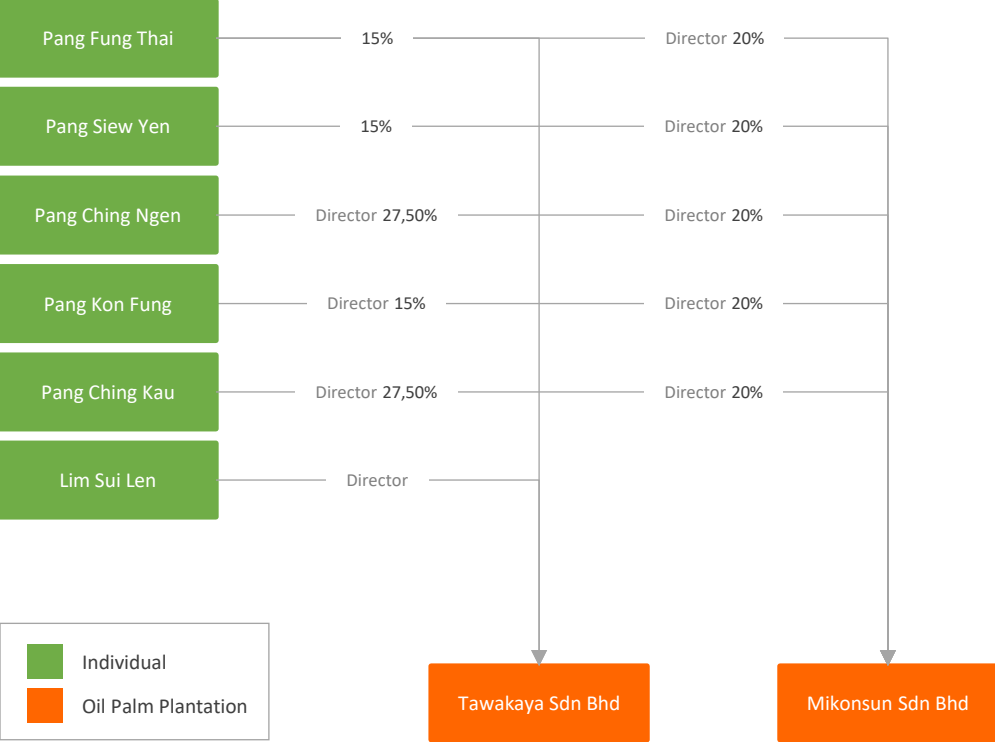 Pang Fung Thai 15% Director 20%
Pang Siew Yen 15% Director 20%
Pang Ching Ngen Director 27,50% Director 20%
Pang Kon Fung Director 15% Director 20%
Pang Ching Kau Director 27,50% Director 20%
Lim Sui Len Director
Individual
Oil Palm Plantation
Tawakaya Sdn Bhd Mikonsun Sdn Bhd